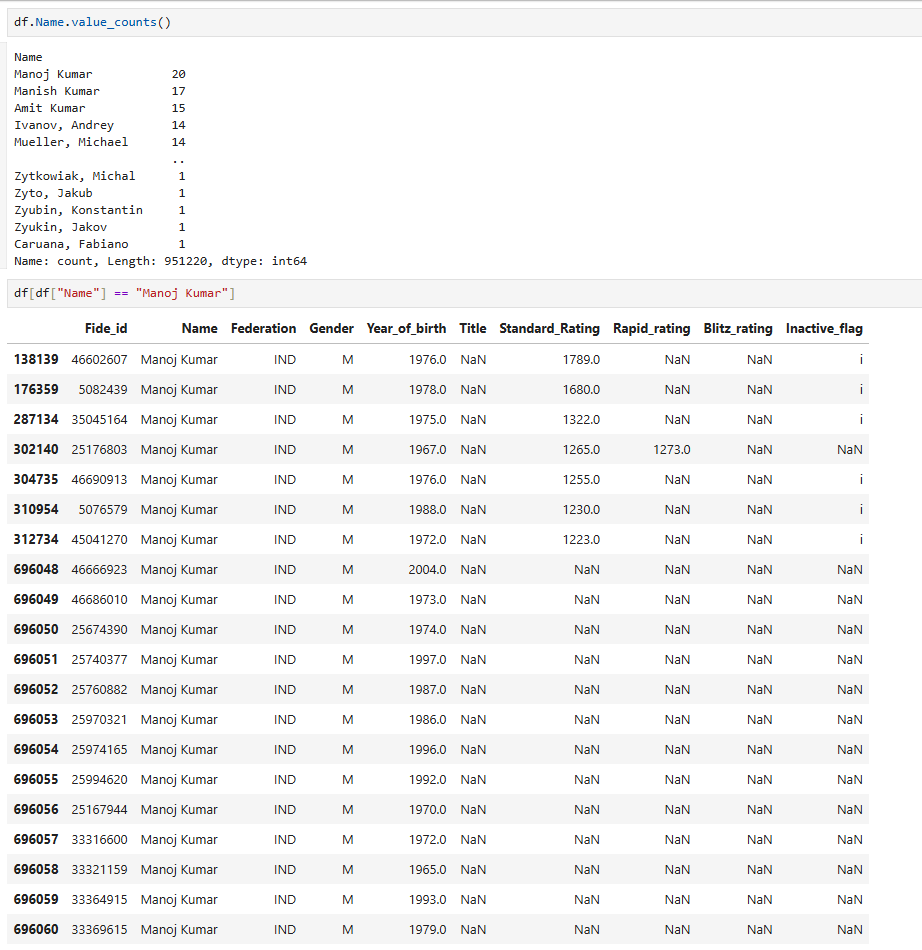 df.Name.value_counts()
Name
Manoj Kumar 20
Manish Kumar 17
Amit Kumar 15
Ivanov, Andrey 14
Mueller, Michael 14
..
Zytkowiak, Michal 1
Zyto, Jakub 1
Zyubin, Konstantin 1
Zyukin, Jakov 1
Caruana, Fabiano 1
Name: count, Length: 951220, dtype: int64
df[df["Name"] == "Manoj Kumar"]
Fide_id Name Federation Gender Year_of_birth Title Standard_Rating Rapid_rating Blitz_rating Inactive_flag
138139 46602607 Manoj Kumar IND M 1976.0 NaN 1789.0 NaN NaN i
176359 5082439 Manoj Kumar IND M 1978.0 NaN 1680.0 NaN NaN i
287134 35045164 Manoj Kumar IND M 1975.0 NaN 1322.0 NaN NaN i
302140 25176803 Manoj Kumar IND M 1967.0 NaN 1265.0 1273.0 NaN NaN
304735 46690913 Manoj Kumar IND M 1976.0 NaN 1255.0 NaN NaN i
310954 5076579 Manoj Kumar IND M 1988.0 NaN 1230.0 NaN NaN i
312734 45041270 Manoj Kumar IND M 1972.0 NaN 1223.0 NaN NaN i
696048 46666923 Manoj Kumar IND M 2004.0 NaN NaN NaN NaN NaN
696049 46686010 Manoj Kumar IND M 1973.0 NaN NaN NaN NaN NaN
696050 25674390 Manoj Kumar IND M 1974.0 NaN NaN NaN NaN NaN
696051 25740377 Manoj Kumar IND M 1997.0 NaN NaN NaN NaN NaN
696052 25760882 Manoj Kumar IND M 1987.0 NaN NaN NaN NaN NaN
696053 25970321 Manoj Kumar IND M 1986.0 NaN NaN NaN NaN NaN
696054 25974165 Manoj Kumar IND M 1996.0 NaN NaN NaN NaN NaN
696055 25994620 Manoj Kumar IND M 1992.0 NaN NaN NaN NaN NaN
696056 25167944 Manoj Kumar IND M 1970.0 NaN NaN NaN NaN NaN
696057 33316600 Manoj Kumar IND M 1972.0 NaN NaN NaN NaN NaN
696058 33321159 Manoj Kumar IND M 1965.0 NaN NaN NaN NaN NaN
696059 33364915 Manoj Kumar IND M 1993.0 NaN NaN NaN NaN NaN
696060 33369615 Manoj Kumar IND M 1979.0 NaN NaN NaN NaN NaN